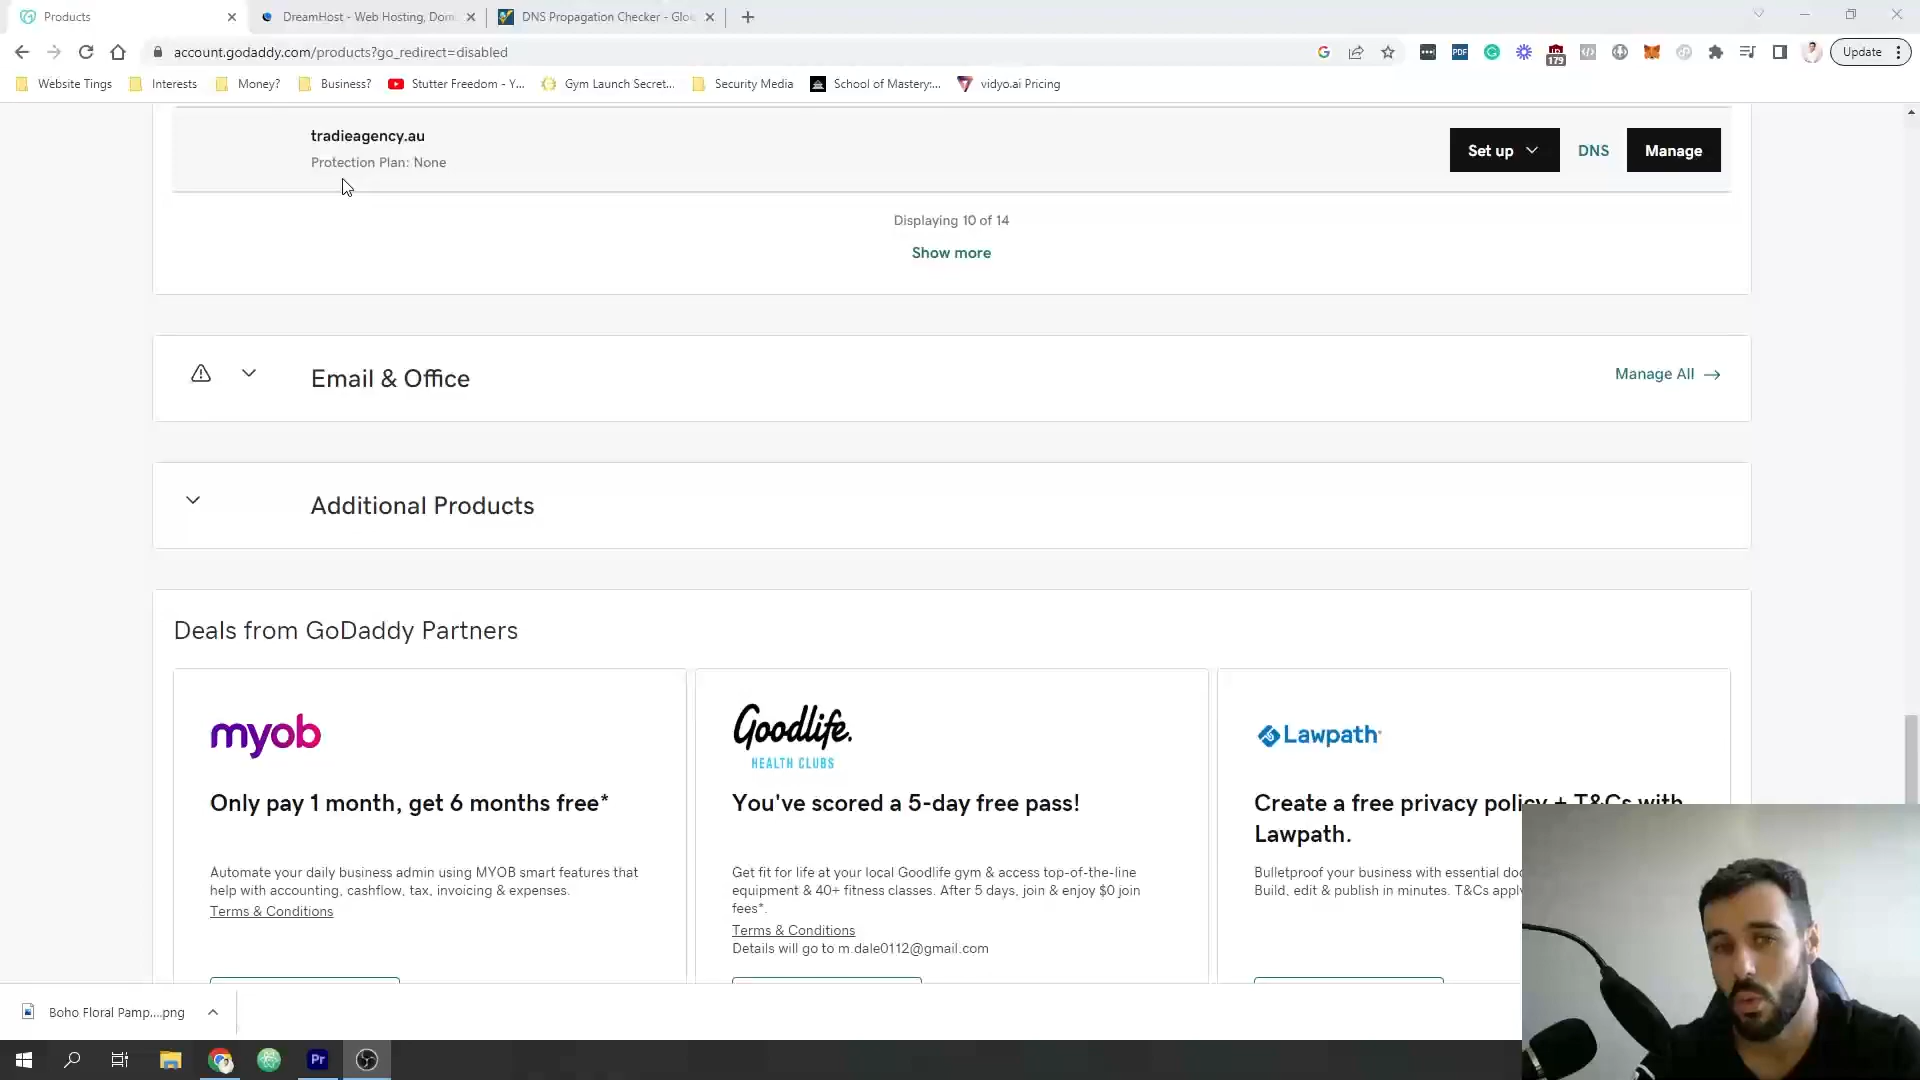 Products
DreamHost - Web Hosting, Dom
DNS Propagation Checker - Glo
account.godaddy.com/products?go_redirect=disabled
PDF
179
Update
Website Tings
Interests
Money?
Business?
Stutter Freedom - Y...
Gym Launch Secret...
Security Media
School of Mastery:...
vidyo.ai Pricing
tradieagency.au
Protection Plan: None
Set up
DNS
Manage
Displaying 10 of 14
Show more
Email & Office
Manage All
Additional Products
Deals from GoDaddy Partners
myob
Only pay 1 month, get 6 months free*
Automate your daily business admin using MYOB smart features that
help with accounting, cashflow, tax, invoicing & expenses.
Terms & Conditions
Goodlife.
HEALTH CLUBS
You've scored a 5-day free pass!
Get fit for life at your local Goodlife gym & access top-of-the-line
equipment & 40+ fitness classes. After 5 days, join & enjoy $0 join
fees*.
Terms & Conditions
Details will go to m.dale0112@gmail.com
Lawpath
Create a free privacy policy + T&Cs with
Lawpath.
Bulletproof your business with essential doc
Build, edit & publish in minutes. T&Cs appl
Boho Floral Pamp....png
Pr